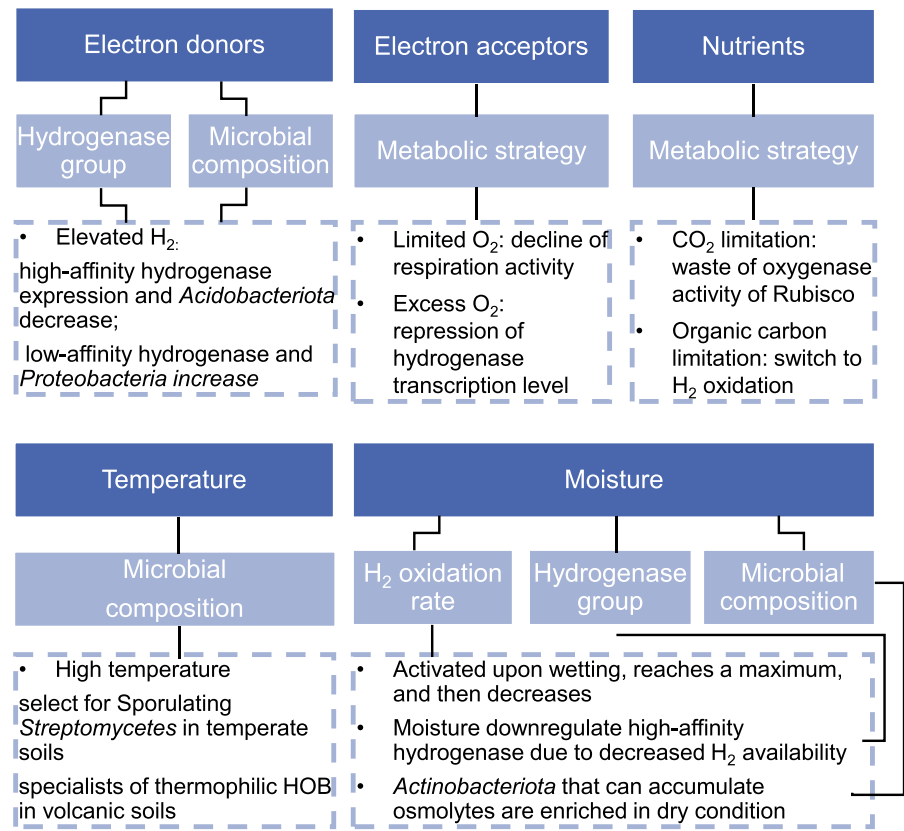 Electron donors
Hydrogenase
group
Microbial
composition
• Elevated H₂:
high-affinity hydrogenase
expression and Acidobacteriota
decrease;
low-affinity hydrogenase and
Proteobacteria increase
Electron acceptors
Metabolic strategy
• Limited O₂: decline of
respiration activity
• Excess O₂:
repression of
hydrogenase
transcription level
Nutrients
Metabolic strategy
• CO₂ limitation:
waste of oxygenase
activity of Rubisco
• Organic carbon
limitation: switch to
H₂ oxidation
Temperature
Microbial
composition
• High temperature
select for Sporulating
Streptomycetes in temperate
soils
specialists of thermophilic HOB
in volcanic soils
Moisture
H₂ oxidation
rate
Hydrogenase
group
Microbial
composition
• Activated upon wetting, reaches a maximum,
and then decreases
• Moisture downregulate high-affinity
hydrogenase due to decreased H₂ availability
• Actinobacteriota that can accumulate
osmolytes are enriched in dry condition